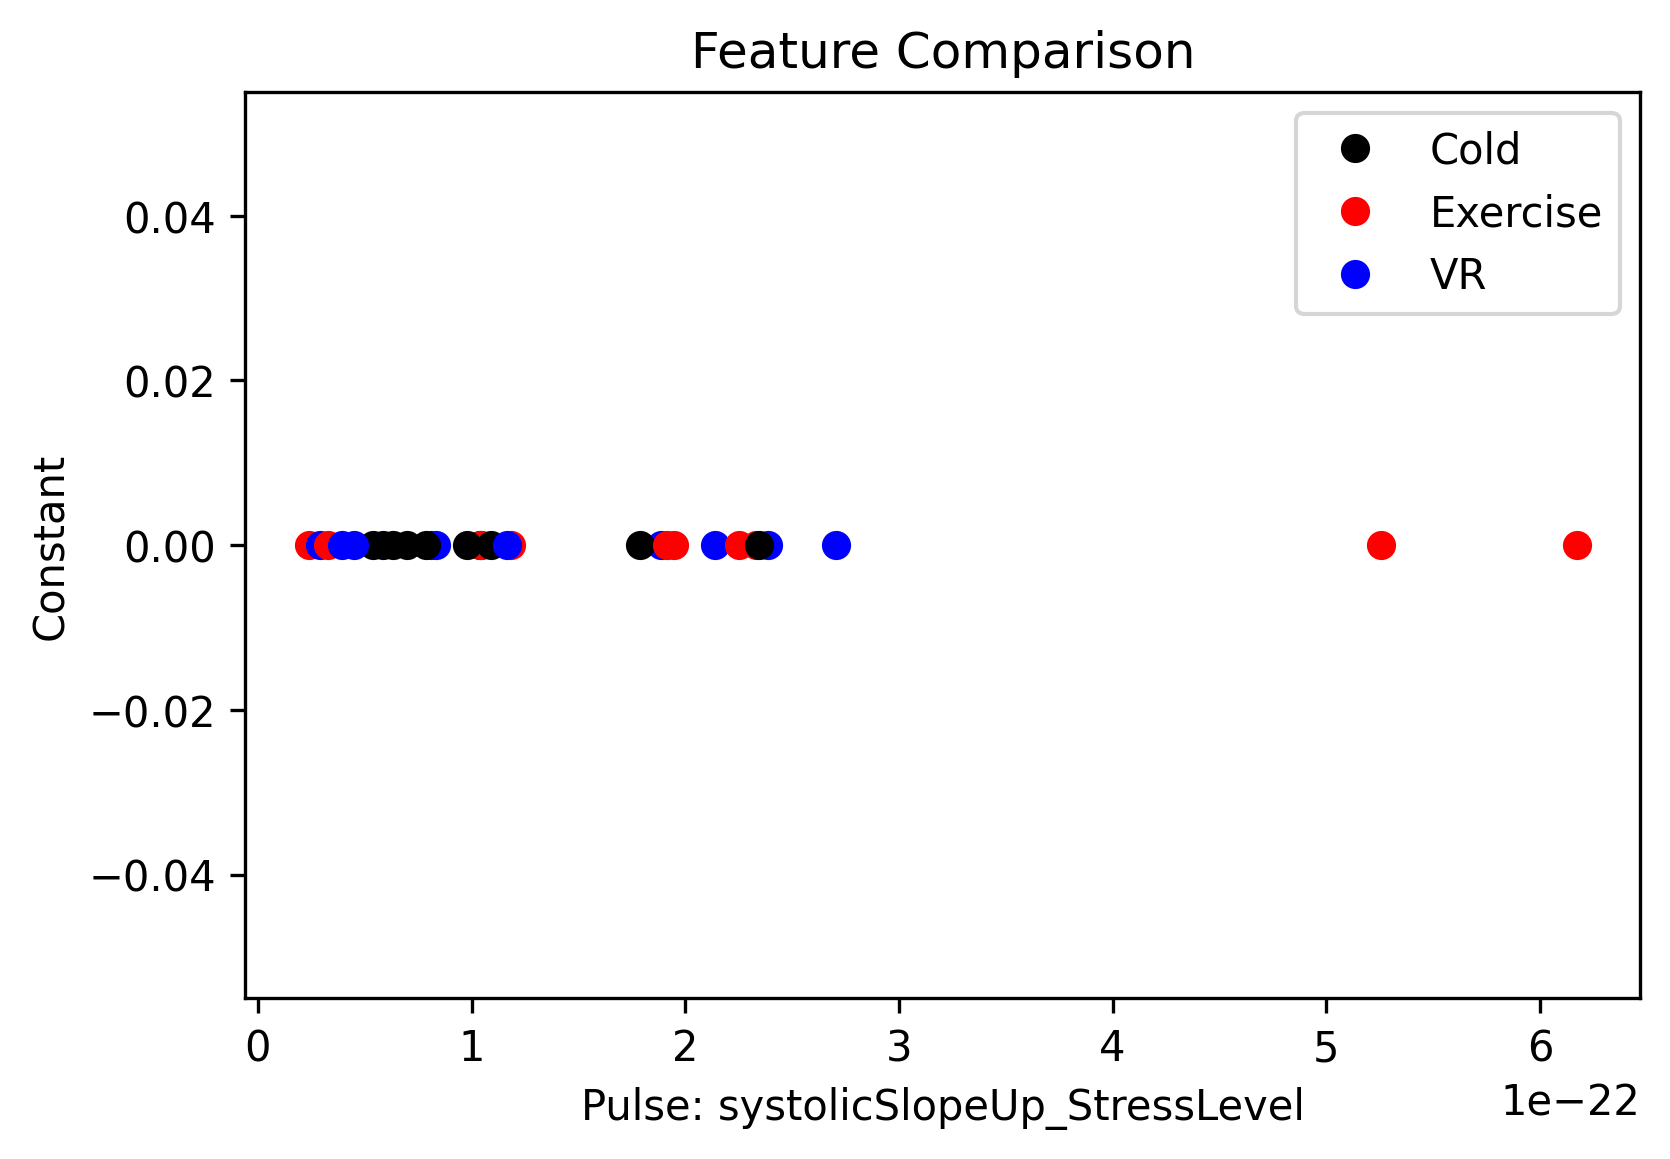 Feature Comparison
Cold
Exercise
VR
Constant
0.04
0.02
0.00
−0.02
−0.04
0 1 2 3 4 5 6
1e−22
Pulse: systolicSlopeUp_StressLevel